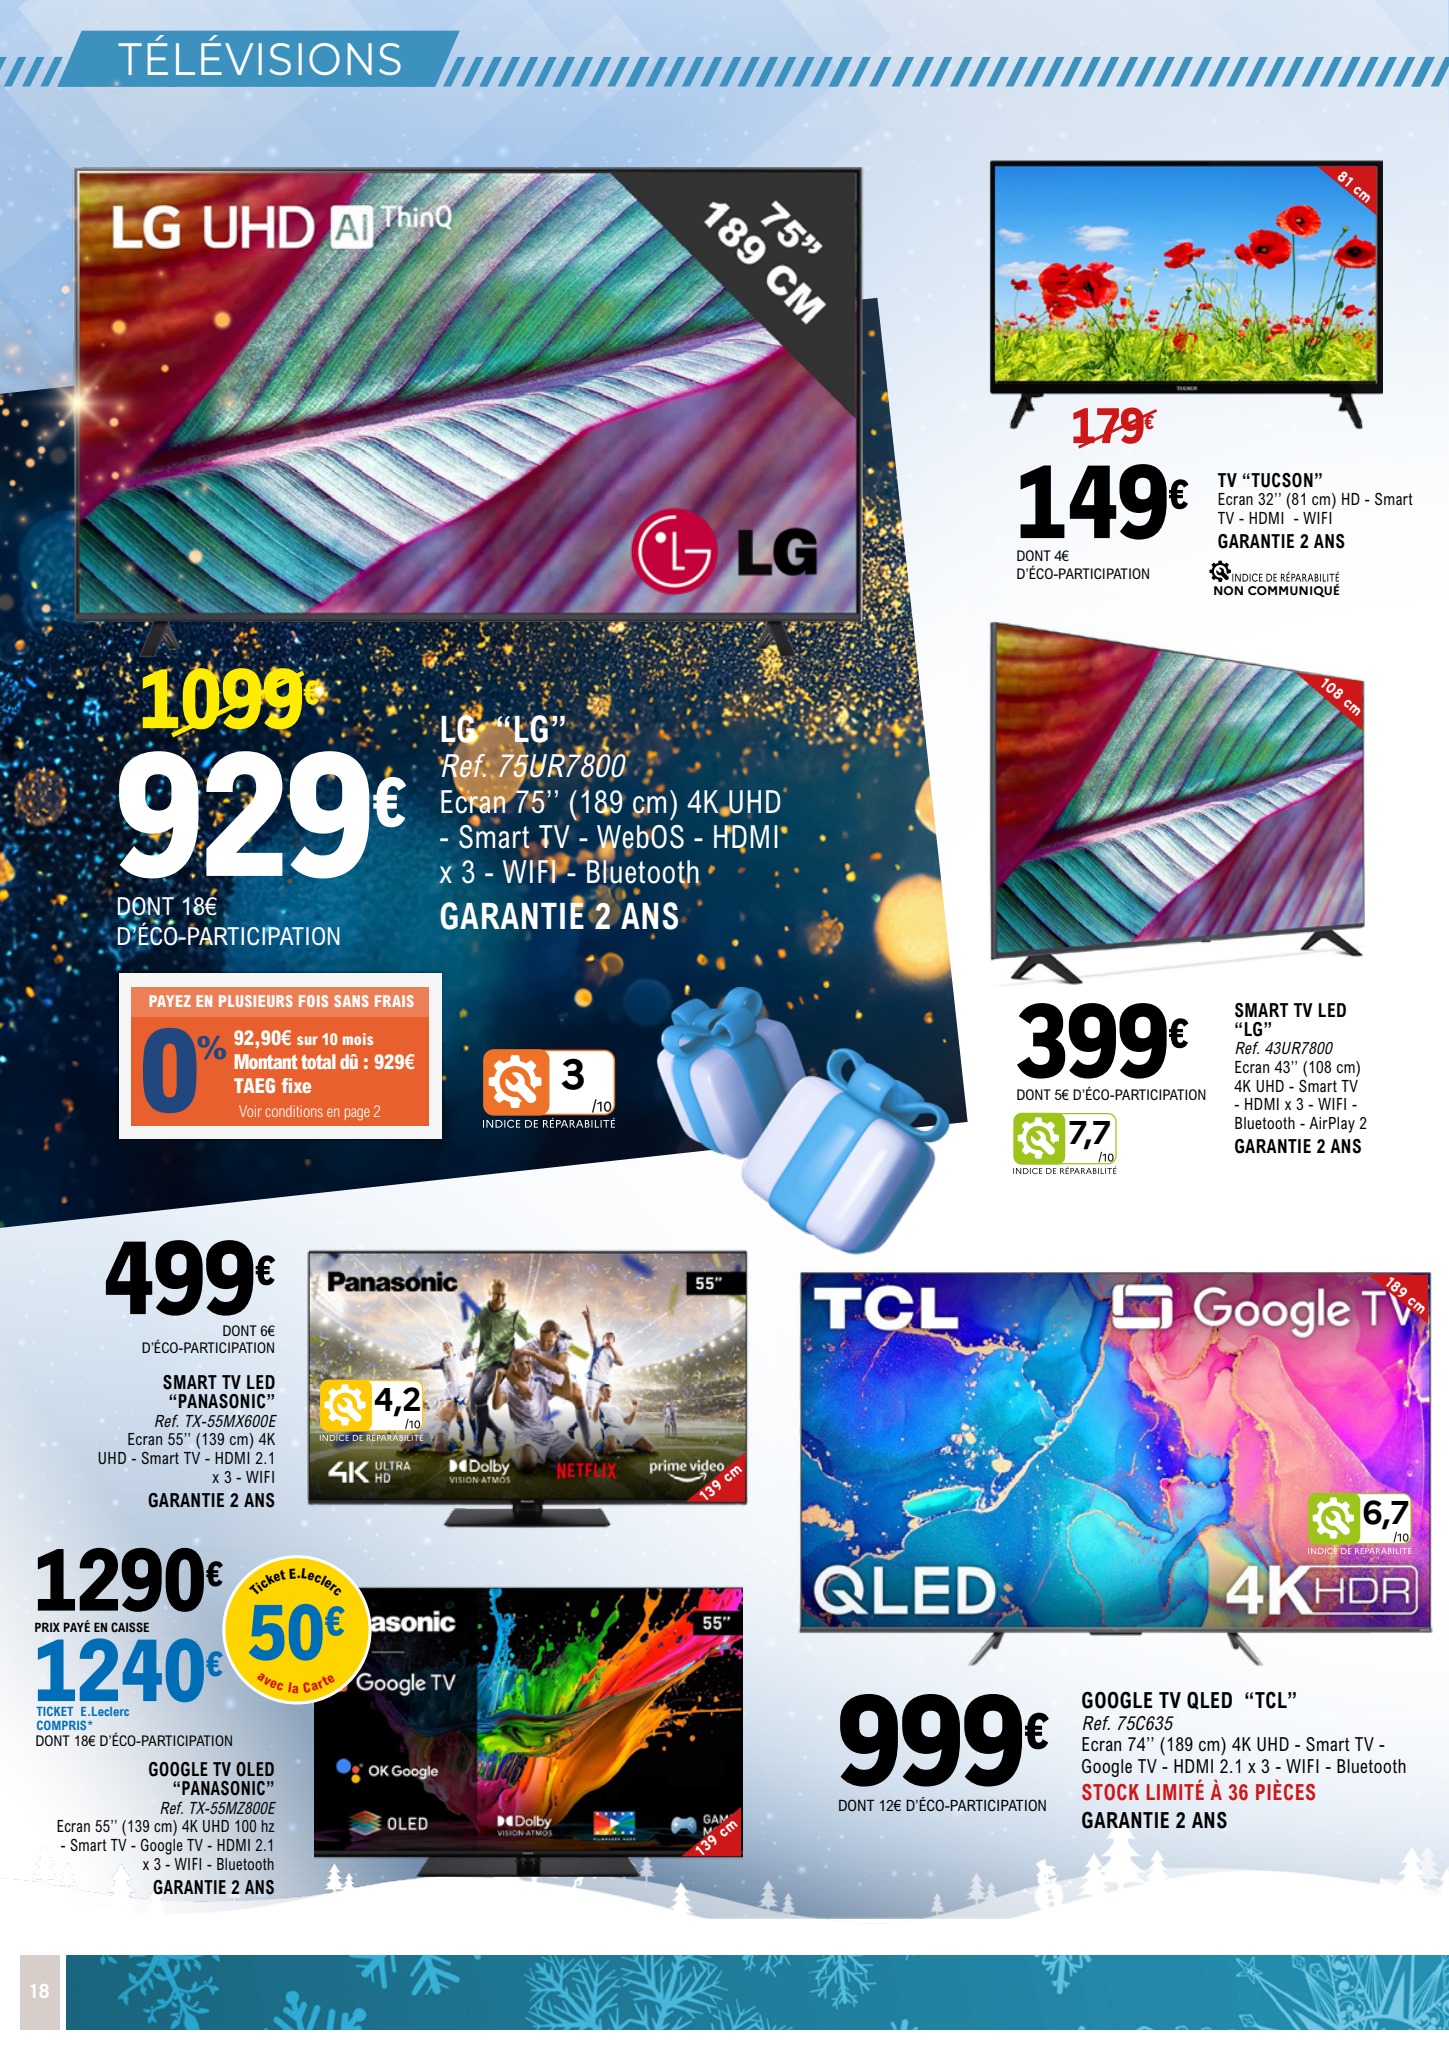 TÉLÉVISIONS
LG UHD AI ThinQ
75”
189 CM
LG
1099€
929€
DONT 18€
D’ÉCO-PARTICIPATION
LG “LG”
Ref. 75UR7800
Ecran 75’’ (189 cm) 4K UHD
- Smart TV - WebOS - HDMI
x 3 - WIFI - Bluetooth
GARANTIE 2 ANS
PAYEZ EN PLUSIEURS FOIS SANS FRAIS
0%
92,90€ sur 10 mois
Montant total dû : 929€
TAEG fixe
Voir conditions en page 2
3
/10
INDICE DE RÉPARABILITÉ
81 cm
179€
149€
DONT 4€
D’ÉCO-PARTICIPATION
TV “TUCSON”
Ecran 32’’ (81 cm) HD - Smart
TV - HDMI - WIFI
GARANTIE 2 ANS
INDICE DE RÉPARABILITÉ
NON COMMUNIQUÉ
108 cm
399€
DONT 5€ D’ÉCO-PARTICIPATION
7,7
/10
INDICE DE RÉPARABILITÉ
SMART TV LED
“LG”
Ref. 43UR7800
Ecran 43’’ (108 cm)
4K UHD - Smart TV
- HDMI x 3 - WIFI -
Bluetooth - AirPlay 2
GARANTIE 2 ANS
499€
DONT 6€
D’ÉCO-PARTICIPATION
SMART TV LED
“PANASONIC”
Ref. TX-55MX600E
Ecran 55’’ (139 cm) 4K
UHD - Smart TV - HDMI 2.1
x 3 - WIFI
GARANTIE 2 ANS
Panasonic
55”
4,2
/10
INDICE DE RÉPARABILITÉ
4K ULTRA HD
Dolby
VISION·ATMOS
NETFLIX
prime video
139 cm
1290€
PRIX PAYÉ EN CAISSE
1240€
TICKET E.Leclerc
COMPRIS*
DONT 18€ D’ÉCO-PARTICIPATION
Ticket E.Leclerc
50€
avec la Carte
GOOGLE TV OLED
“PANASONIC”
Ref. TX-55MZ800E
Ecran 55’’ (139 cm) 4K UHD 100 hz
- Smart TV - Google TV - HDMI 2.1
x 3 - WIFI - Bluetooth
GARANTIE 2 ANS
asonic
55”
Google TV
OK Google
OLED
Dolby
VISION·ATMOS
GAM
139 cm
TCL
Google TV
189 cm
6,7
/10
INDICE DE RÉPARABILITÉ
QLED
4K HDR
999€
DONT 12€ D’ÉCO-PARTICIPATION
GOOGLE TV QLED “TCL”
Ref. 75C635
Ecran 74’’ (189 cm) 4K UHD - Smart TV -
Google TV - HDMI 2.1 x 3 - WIFI - Bluetooth
STOCK LIMITÉ À 36 PIÈCES
GARANTIE 2 ANS
18